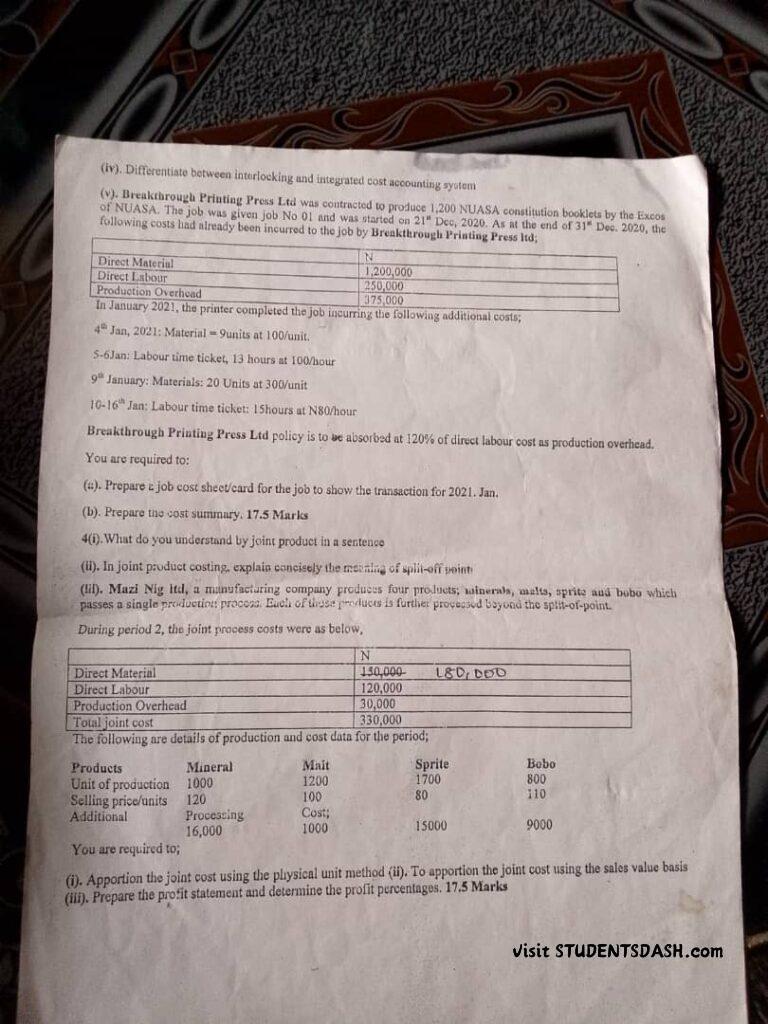 (iv). Differentiate between interlocking and integrated cost accounting system
(v). Breakthrough Printing Press Ltd was contracted to produce 1,200 NUASA constitution booklets by the Excos
of NUASA. The job was given job No 01 and was started on 21st Dec, 2020. As at the end of 31st Dec. 2020, the
following costs had already been incurred to the job by Breakthrough Printing Press ltd;
N
Direct Material 1,200,000
Direct Labour 250,000
Production Overhead 375,000
In January 2021, the printer completed the job incurring the following additional costs;
4th Jan, 2021: Material = 9units at 100/unit.
5-6Jan: Labour time ticket, 13 hours at 100/hour
9th January: Materials: 20 Units at 300/unit
10-16th Jan: Labour time ticket: 15hours at N80/hour
Breakthrough Printing Press Ltd policy is to be absorbed at 120% of direct labour cost as production overhead.
You are required to:
(a). Prepare a job cost sheet/card for the job to show the transaction for 2021. Jan.
(b). Prepare the cost summary. 17.5 Marks
4(i).What do you understand by joint product in a sentence
(ii). In joint product costing, explain concisely the meaning of split-off point
(iii). Mazi Nig ltd, a manufacturing company produces four products; minerals, malts, sprite and bobo which
passes a single production process. Each of these products is further processed beyond the split-of-point.
During period 2, the joint process costs were as below,
N
Direct Material 150,000 180,000
Direct Labour 120,000
Production Overhead 30,000
Total joint cost 330,000
The following are details of production and cost data for the period;
Products Mineral Malt Sprite Bobo
Unit of production 1000 1200 1700 800
Selling price/units 120 100 80 110
Additional Processing Cost;
16,000 1000 15000 9000
You are required to;
(i). Apportion the joint cost using the physical unit method (ii). To apportion the joint cost using the sales value basis
(iii). Prepare the profit statement and determine the profit percentages. 17.5 Marks
visit STUDENTSDASH.com